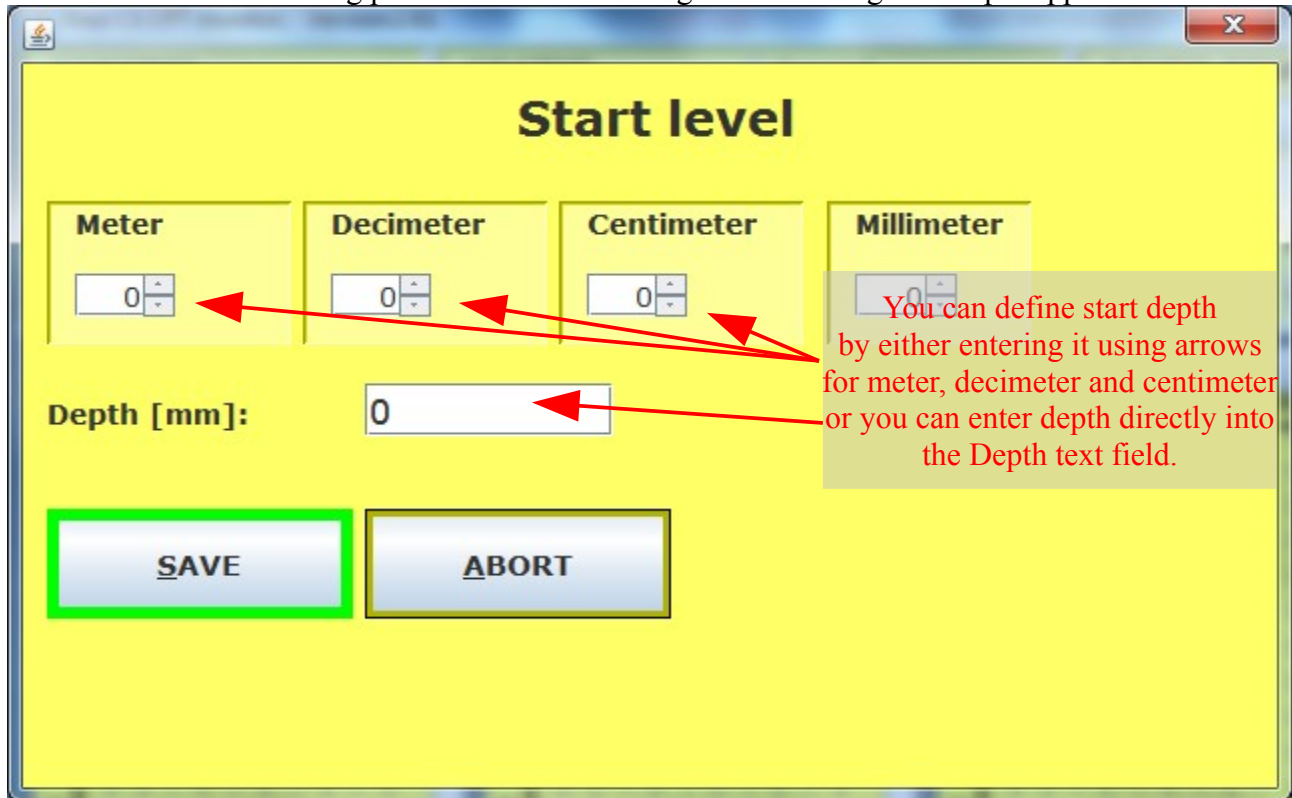 Start level
Meter Decimeter Centimeter Millimeter
0 0 0 0
You can define start depth
by either entering it using arrows
for meter, decimeter and centimeter
or you can enter depth directly into
the Depth text field.
Depth [mm]: 0
SAVE ABORT